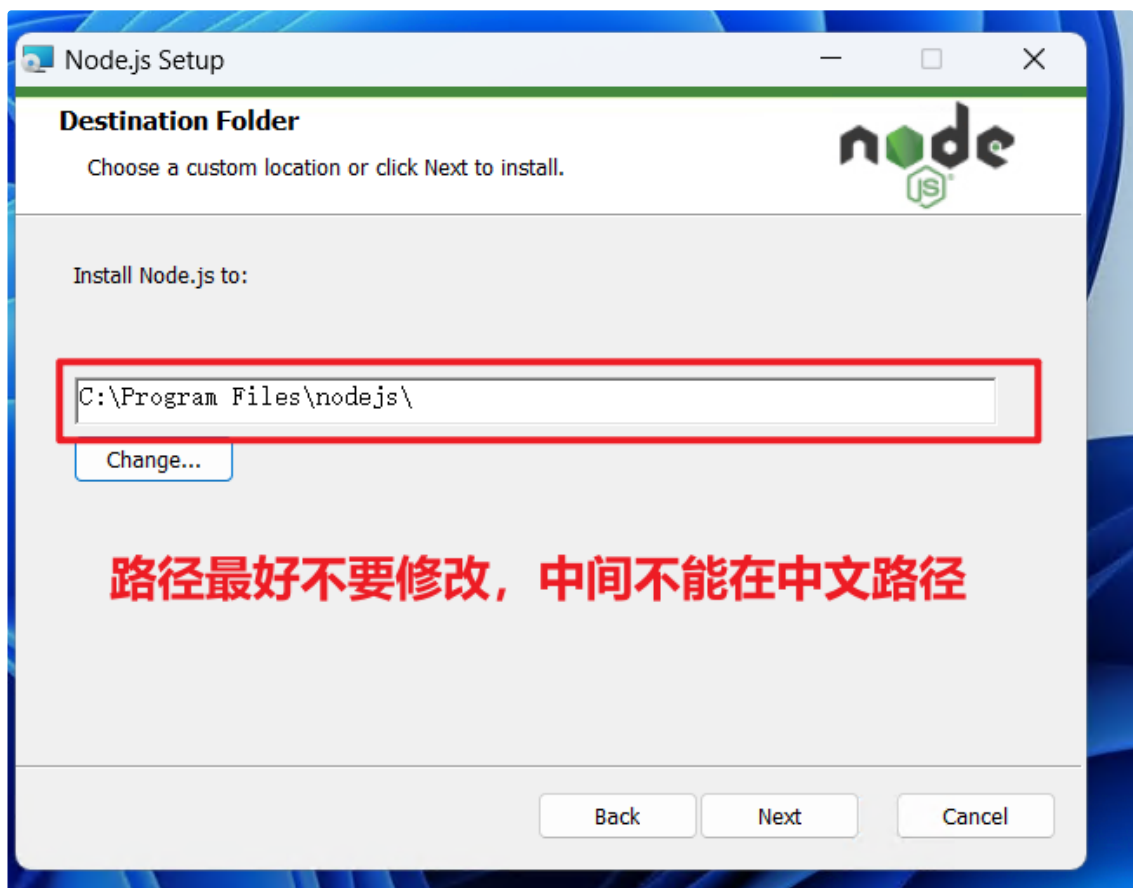 Node.js Setup
Destination Folder
Choose a custom location or click Next to install.
node
JS
Install Node.js to:
C:\Program Files\nodejs\
Change...
路径最好不要修改，中间不能在中文路径
Back
Next
Cancel